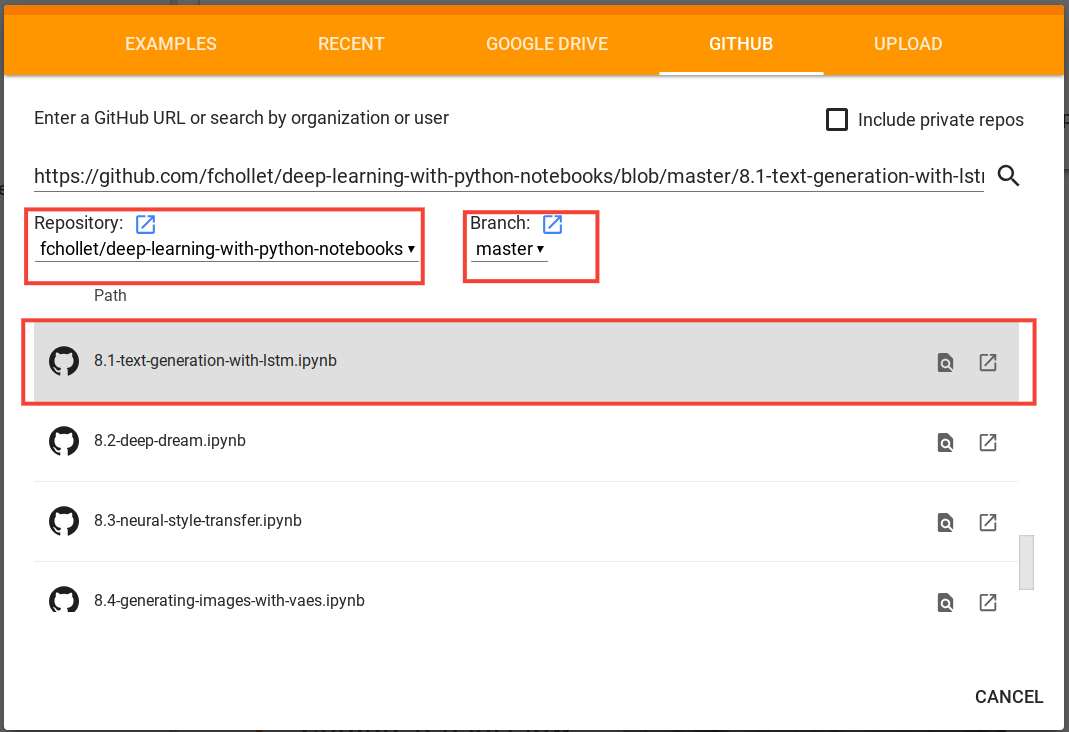 EXAMPLES RECENT GOOGLE DRIVE GITHUB UPLOAD
Enter a GitHub URL or search by organization or user
Include private repos
https://github.com/fchollet/deep-learning-with-python-notebooks/blob/master/8.1-text-generation-with-lstm
Repository:
fchollet/deep-learning-with-python-notebooks
Branch:
master
Path
8.1-text-generation-with-lstm.ipynb
8.2-deep-dream.ipynb
8.3-neural-style-transfer.ipynb
8.4-generating-images-with-vaes.ipynb
CANCEL